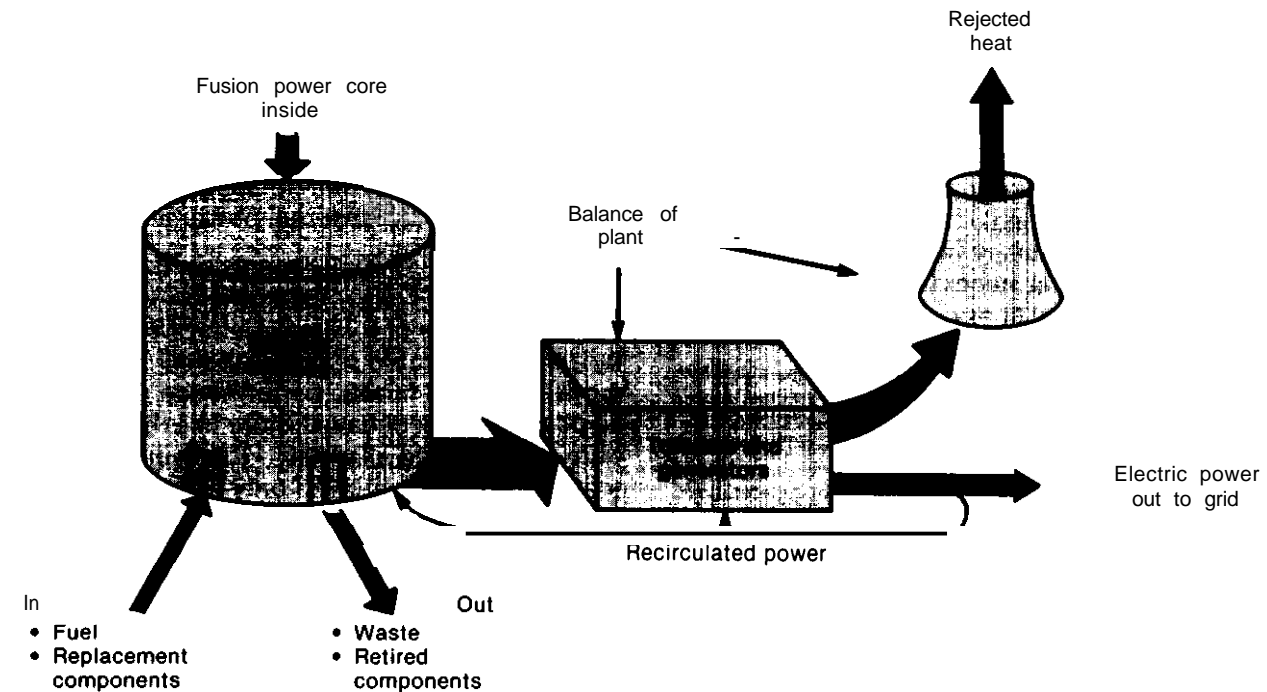 Rejected
heat
Fusion power core
inside
Balance of
plant
Electric power
out to grid
Recirculated power
In
• Fuel
• Replacement
components
Out
• Waste
• Retired
components